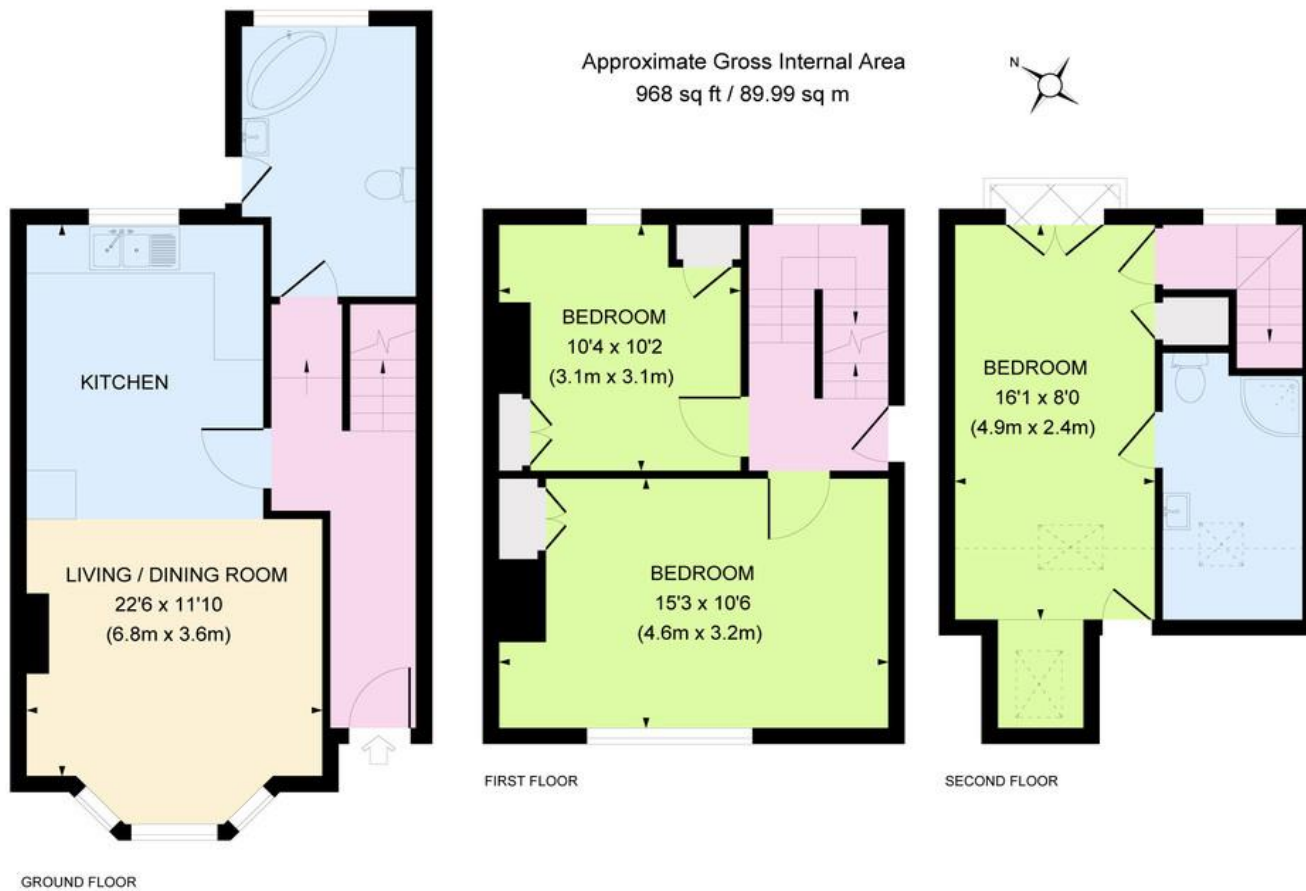 Approximate Gross Internal Area
968 sq ft / 89.99 sq m
N
KITCHEN
LIVING / DINING ROOM
22'6 x 11'10
(6.8m x 3.6m)
GROUND FLOOR
BEDROOM
10'4 x 10'2
(3.1m x 3.1m)
BEDROOM
15'3 x 10'6
(4.6m x 3.2m)
FIRST FLOOR
BEDROOM
16'1 x 8'0
(4.9m x 2.4m)
SECOND FLOOR